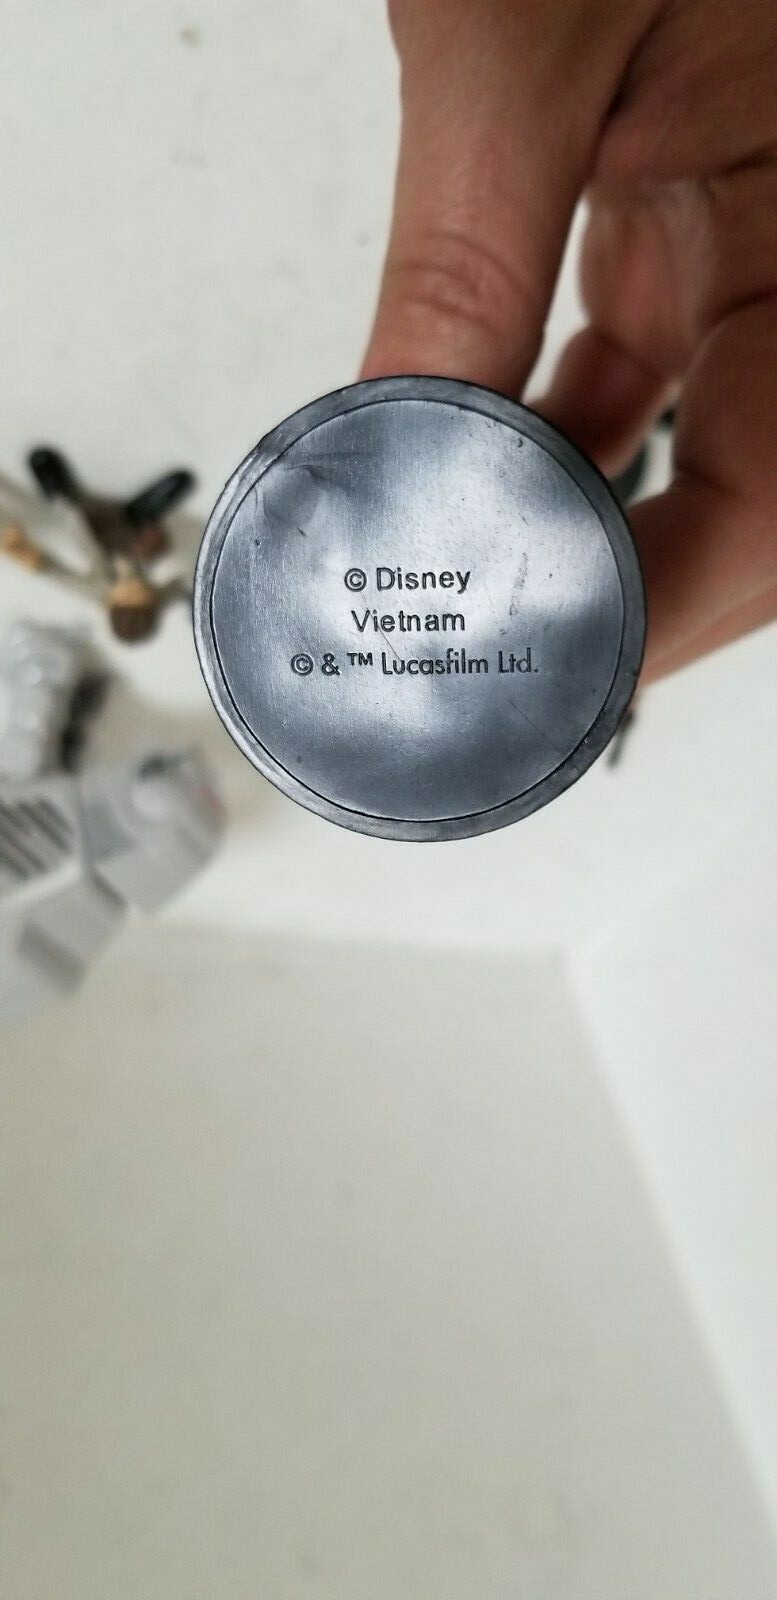 © Disney
Vietnam
© & ™ Lucasfilm Ltd.